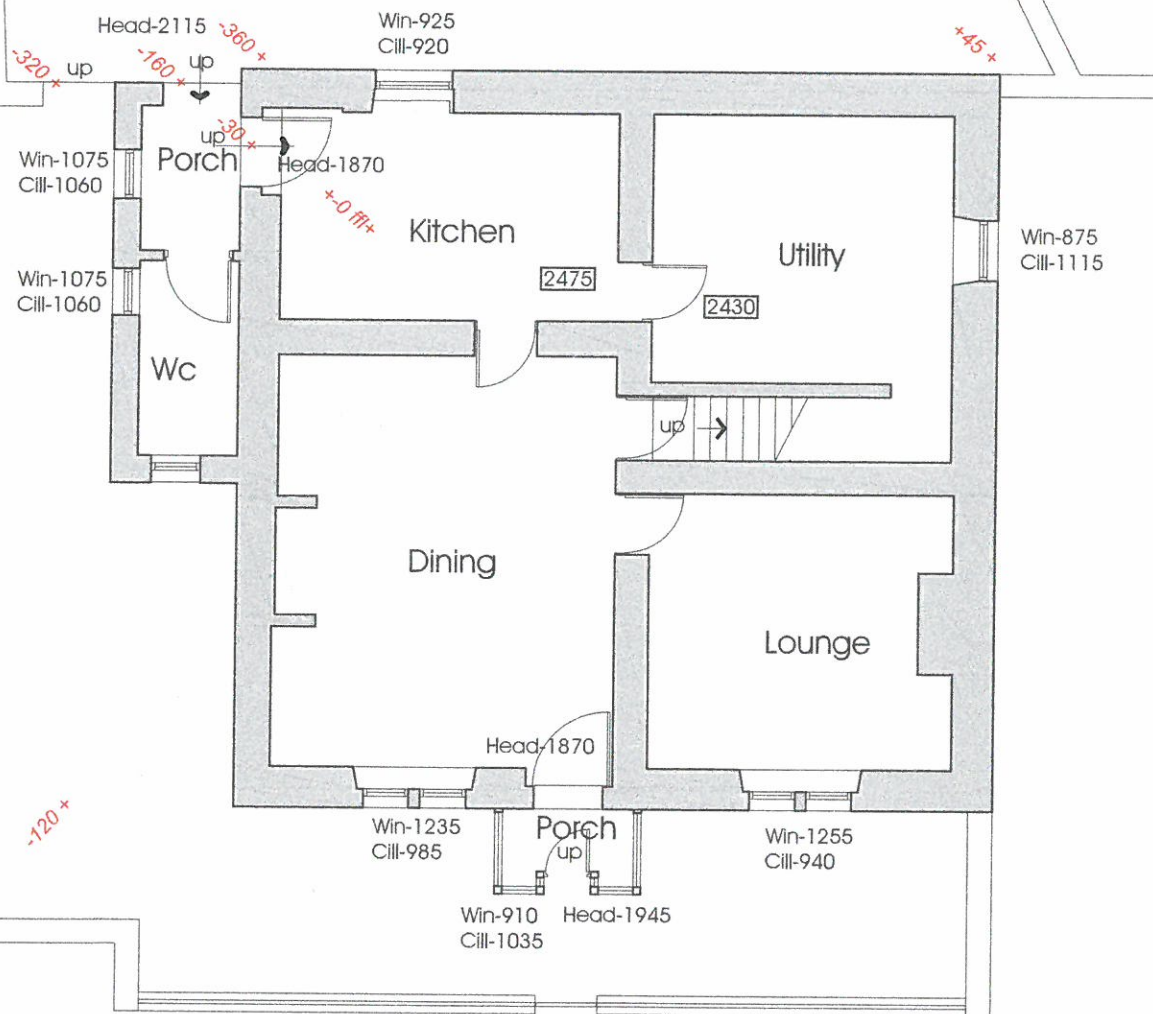 Head-2115
Win-925
Cill-920
-360 +
+45 +
-320 +
up
-160 +
up
up
-30
×
Porch
Head-1870
Win-1075
Cill-1060
+-0 ffl+
Kitchen
Utility
Win-875
Cill-1115
Win-1075
Cill-1060
2475
2430
Wc
up
Dining
Lounge
Head-1870
-120 +
Porch
up
Win-1235
Cill-985
Win-1255
Cill-940
Win-910
Cill-1035
Head-1945